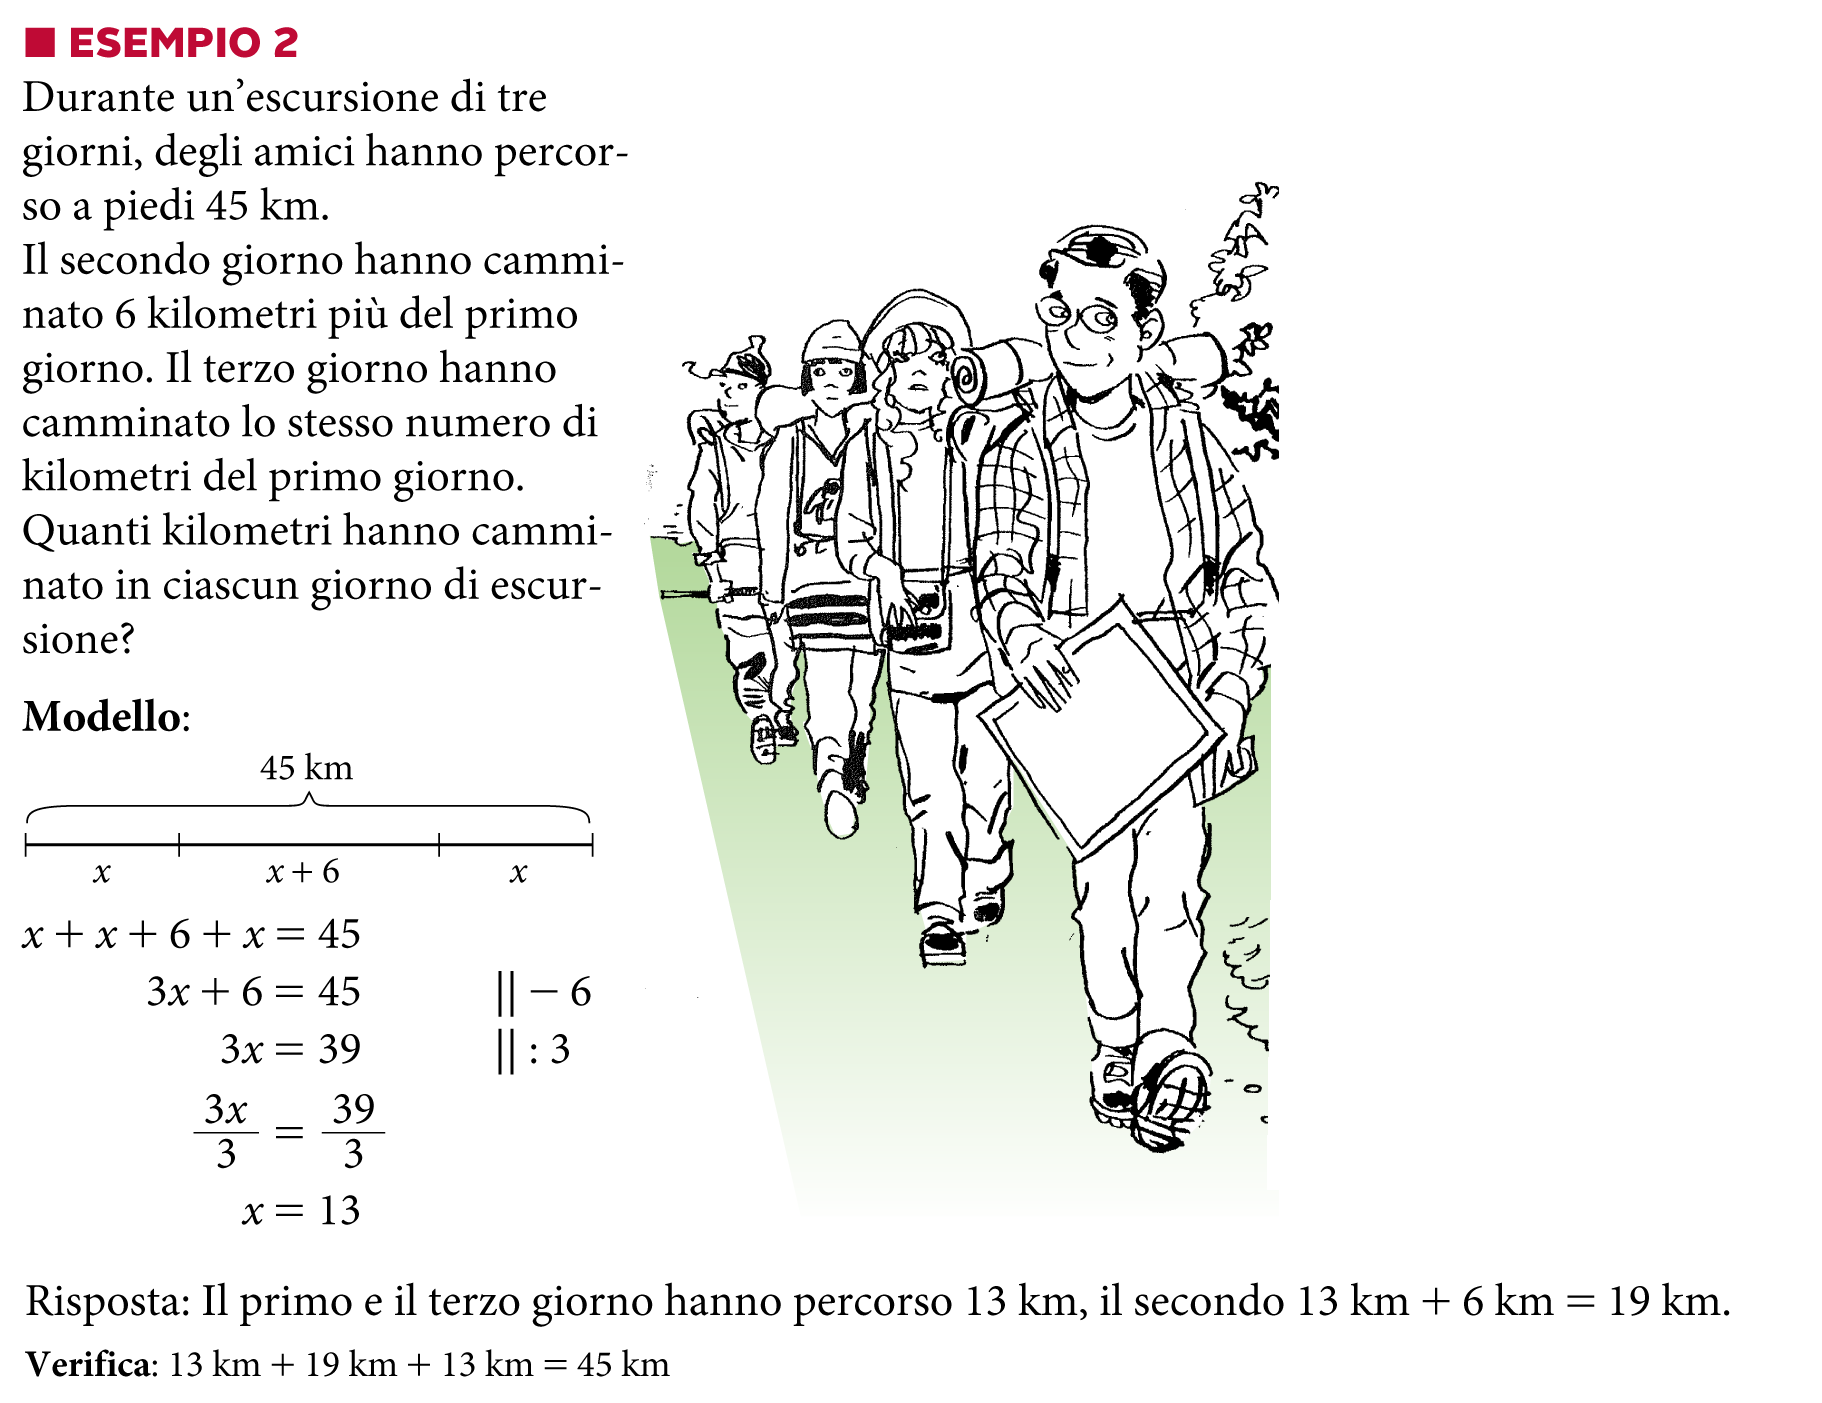 ■ ESEMPIO 2
Durante un’escursione di tre
giorni, degli amici hanno percor-
so a piedi 45 km.
Il secondo giorno hanno cammi-
nato 6 kilometri più del primo
giorno. Il terzo giorno hanno
camminato lo stesso numero di
kilometri del primo giorno.
Quanti kilometri hanno cammi-
nato in ciascun giorno di escur-
sione?
Modello:
45 km
x x + 6 x
x + x + 6 + x = 45
3x + 6 = 45 || − 6
3x = 39 || : 3
3x/3 = 39/3
x = 13
Risposta: Il primo e il terzo giorno hanno percorso 13 km, il secondo 13 km + 6 km = 19 km.
Verifica: 13 km + 19 km + 13 km = 45 km